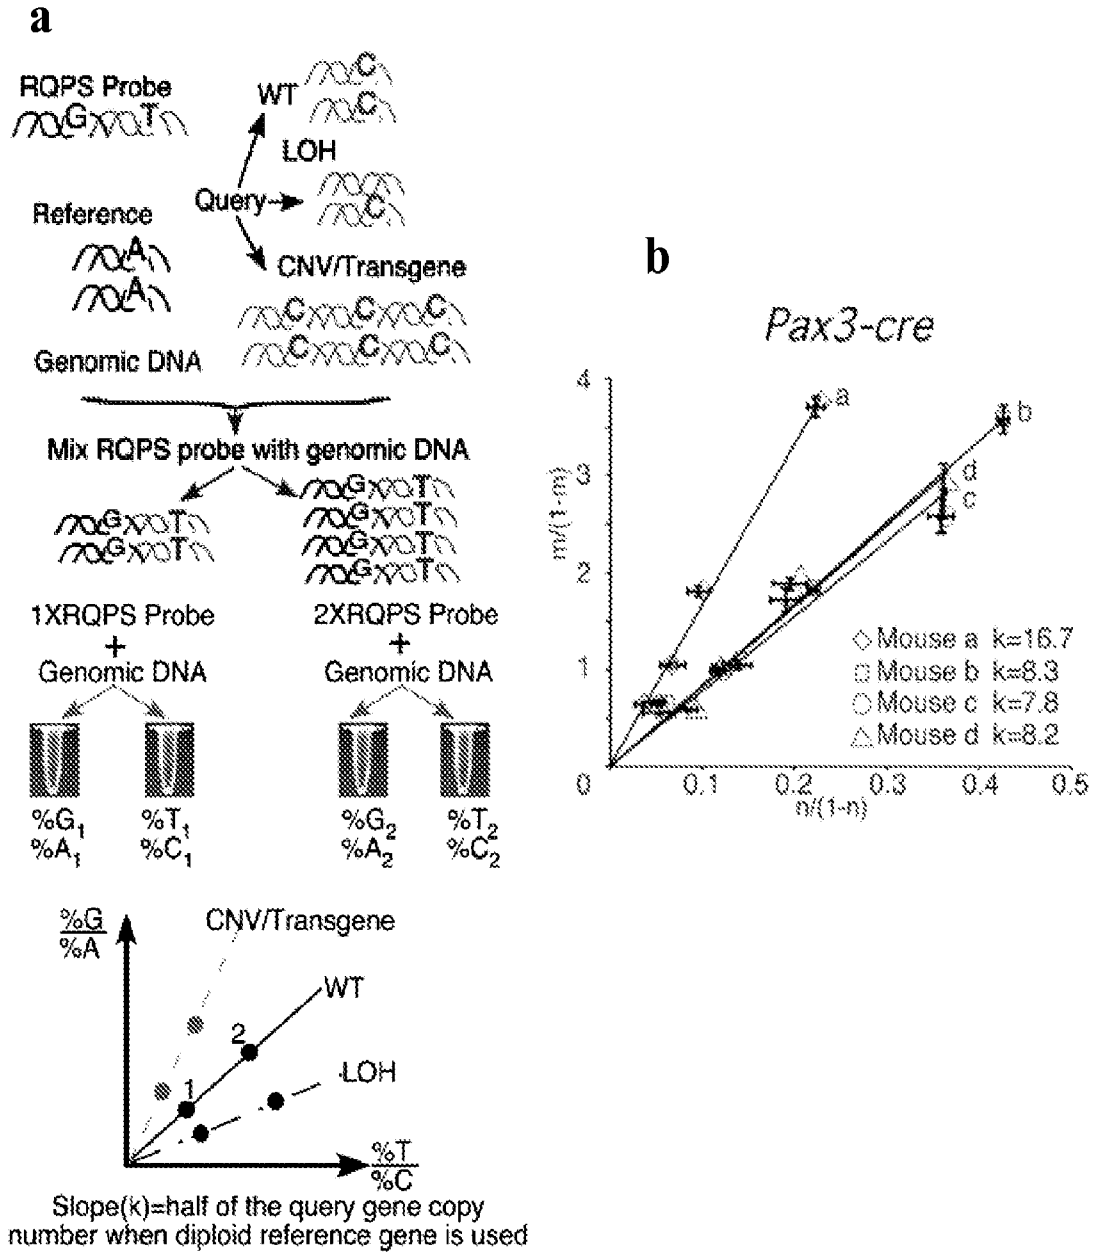 a
RQPS Probe
G T
WT
C
C
LOH
C
Query
Reference
A
A
CNV/Transgene
C C C
C C C
Genomic DNA
Mix RQPS probe with genomic DNA
G T
G T
G T
G T
G T
G T
1XRQPS Probe
+
Genomic DNA
2XRQPS Probe
+
Genomic DNA
%G1
%A1
%T1
%C1
%G2
%A2
%T2
%C2
%G
%A
CNV/Transgene
WT
2
1
LOH
%T
%C
Slope(k)=half of the query gene copy
number when diploid reference gene is used
b
Pax3-cre
4
3
2
1
0
m/(1-m)
a
b
d
c
Mouse a k=16.7
Mouse b k=8.3
Mouse c k=7.8
Mouse d k=8.2
0.1 0.2 0.3 0.4 0.5
n/(1-n)